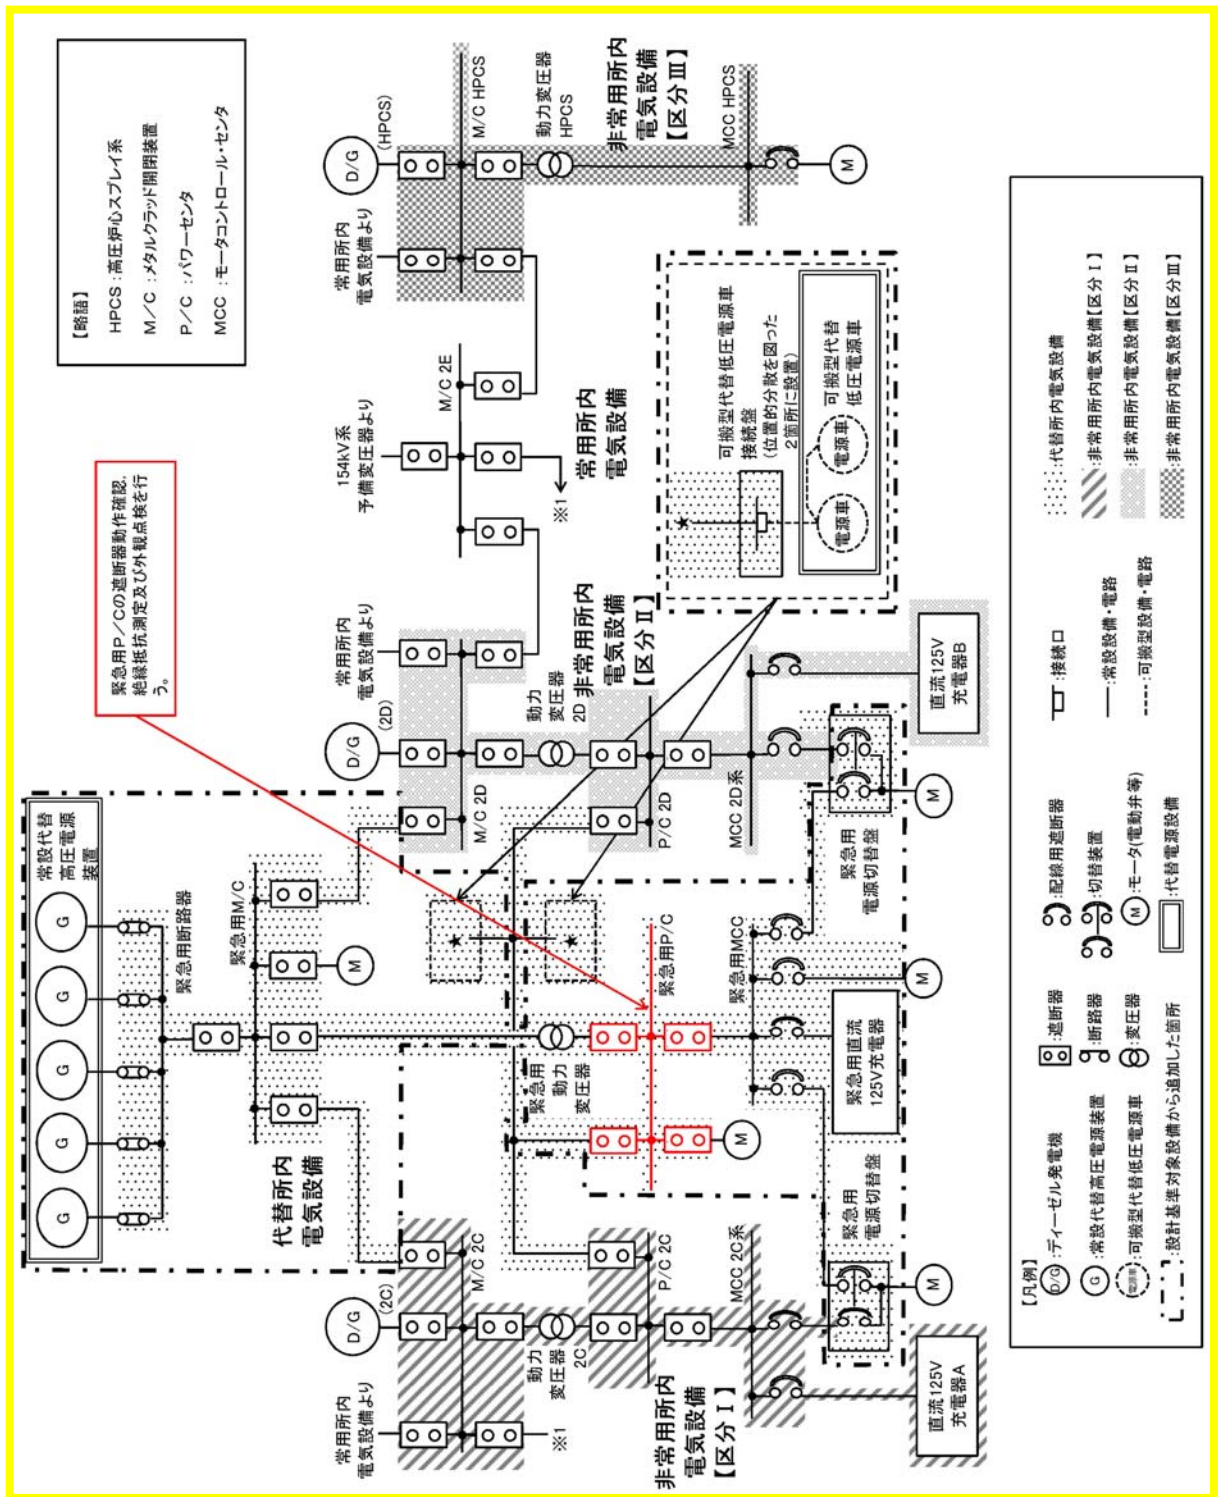 【略語】
HPCS：高圧炉心スプレイ系
M／C ：メタルクラッド開閉装置
P／C ：パワーセンタ
MCC ：モータコントロール・センタ
緊急用P／Cの遮断器動作確認、
絶縁抵抗測定及び外観点検を行
う。
常設代替
高圧電源
装置
G
G
G
G
G
緊急用断路器
緊急用M/C
M
代替所内
電気設備
緊急用
動力
変圧器
緊急用P/C
M
緊急用MCC
緊急用直流
125V充電器
M
緊急用
電源切替盤
M
緊急用
電源切替盤
M
常用所内
電気設備より
※1
D/G
(2C)
M/C 2C
動力
変圧器
2C
P/C 2C
MCC 2C系
非常用所内
電気設備
【区分Ⅰ】
直流125V
充電器A
D/G
(2D)
常用所内
電気設備より
M/C 2D
動力
変圧器
2D
P/C 2D
MCC 2D系
非常用所内
電気設備
【区分Ⅱ】
直流125V
充電器B
★
★
154kV系
予備変圧器より
M/C 2E
※1
常用所内
電気設備
常用所内
電気設備より
D/G
(HPCS)
M/C HPCS
動力変圧器
HPCS
非常用所内
電気設備
【区分Ⅲ】
MCC HPCS
M
可搬型代替低圧電源車
接続盤
(位置的分散を図った
2箇所に設置)
★
可搬型代替
低圧電源車
電源車
電源車
【凡例】
D/G :ディーゼル発電機
G :常設代替高圧電源装置
電源車 :可搬型代替低圧電源車
:設計基準対象設備から追加した箇所
:遮断器
:断路器
:変圧器
:配線用遮断器
:切替装置
M :モータ(電動弁等)
:代替電源設備
:接続口
:常設設備・電路
:可搬型設備・電路
:代替所内電気設備
:非常用所内電気設備【区分Ⅰ】
:非常用所内電気設備【区分Ⅱ】
:非常用所内電気設備【区分Ⅲ】